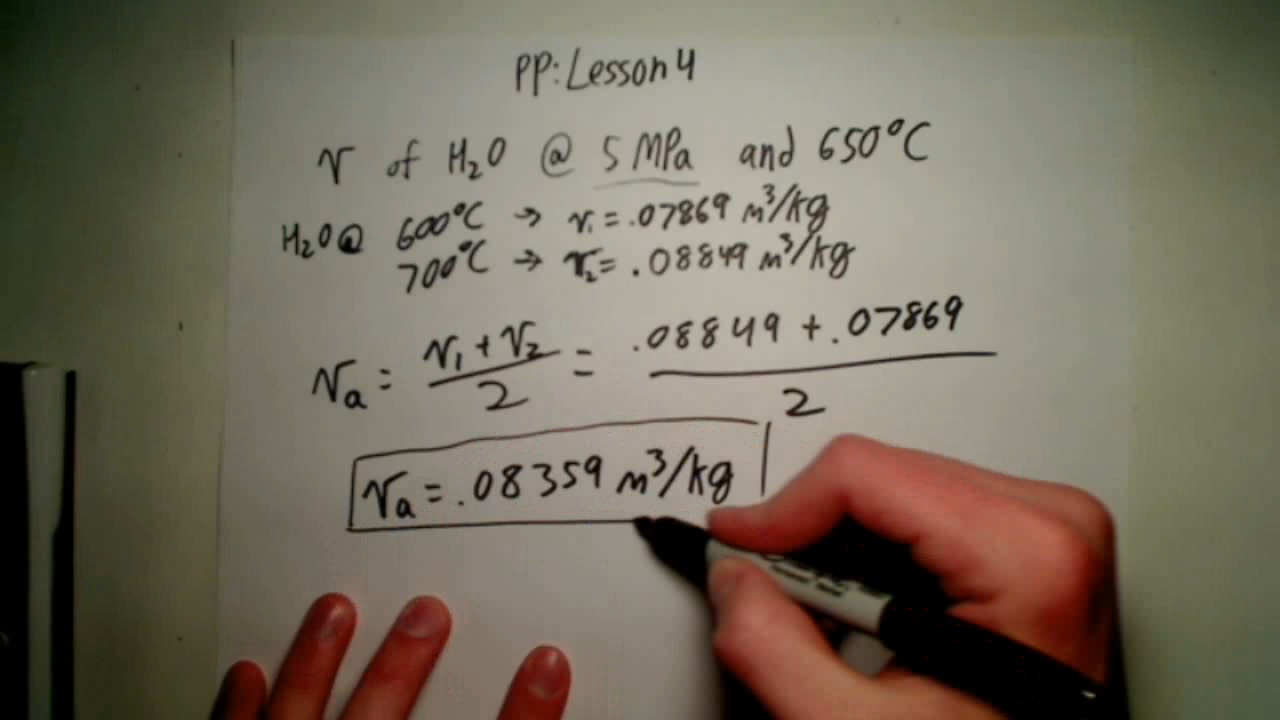 PP: Lesson 4
v of H₂O @ 5 MPa and 650°C
H₂O @ 600°C → v₁ = .07869 m³/kg
700°C → v₂ = .08849 m³/kg
vₐ = v₁ + v₂ / 2 = .08849 + .07869 / 2
vₐ = .08359 m³/kg